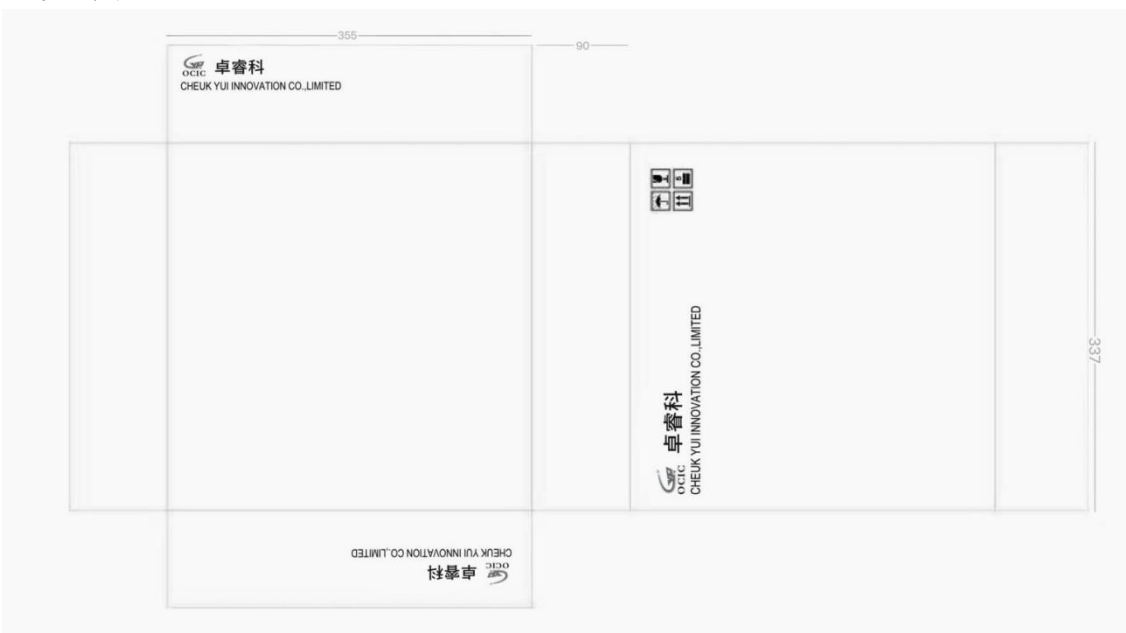 355
90
OCIC 卓睿科
CHEUK YUI INNOVATION CO.,LIMITED
337
OCIC 卓睿科
CHEUK YUI INNOVATION CO.,LIMITED
OCIC 卓睿科
CHEUK YUI INNOVATION CO.,LIMITED